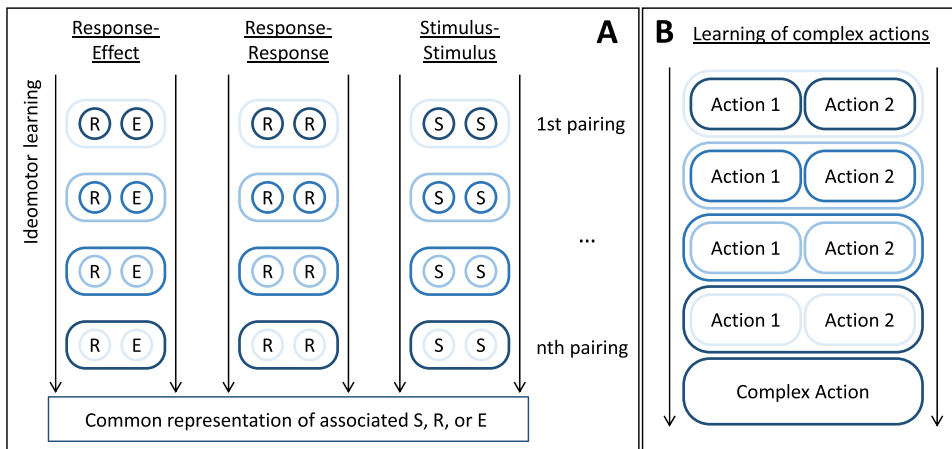 A
Response-
Effect
Response-
Response
Stimulus-
Stimulus
Ideomotor learning
R E R R S S 1st pairing
R E R R S S
...
R E R R S S
R E R R S S nth pairing
Common representation of associated S, R, or E
B
Learning of complex actions
Action 1 Action 2
Action 1 Action 2
Action 1 Action 2
Action 1 Action 2
Complex Action